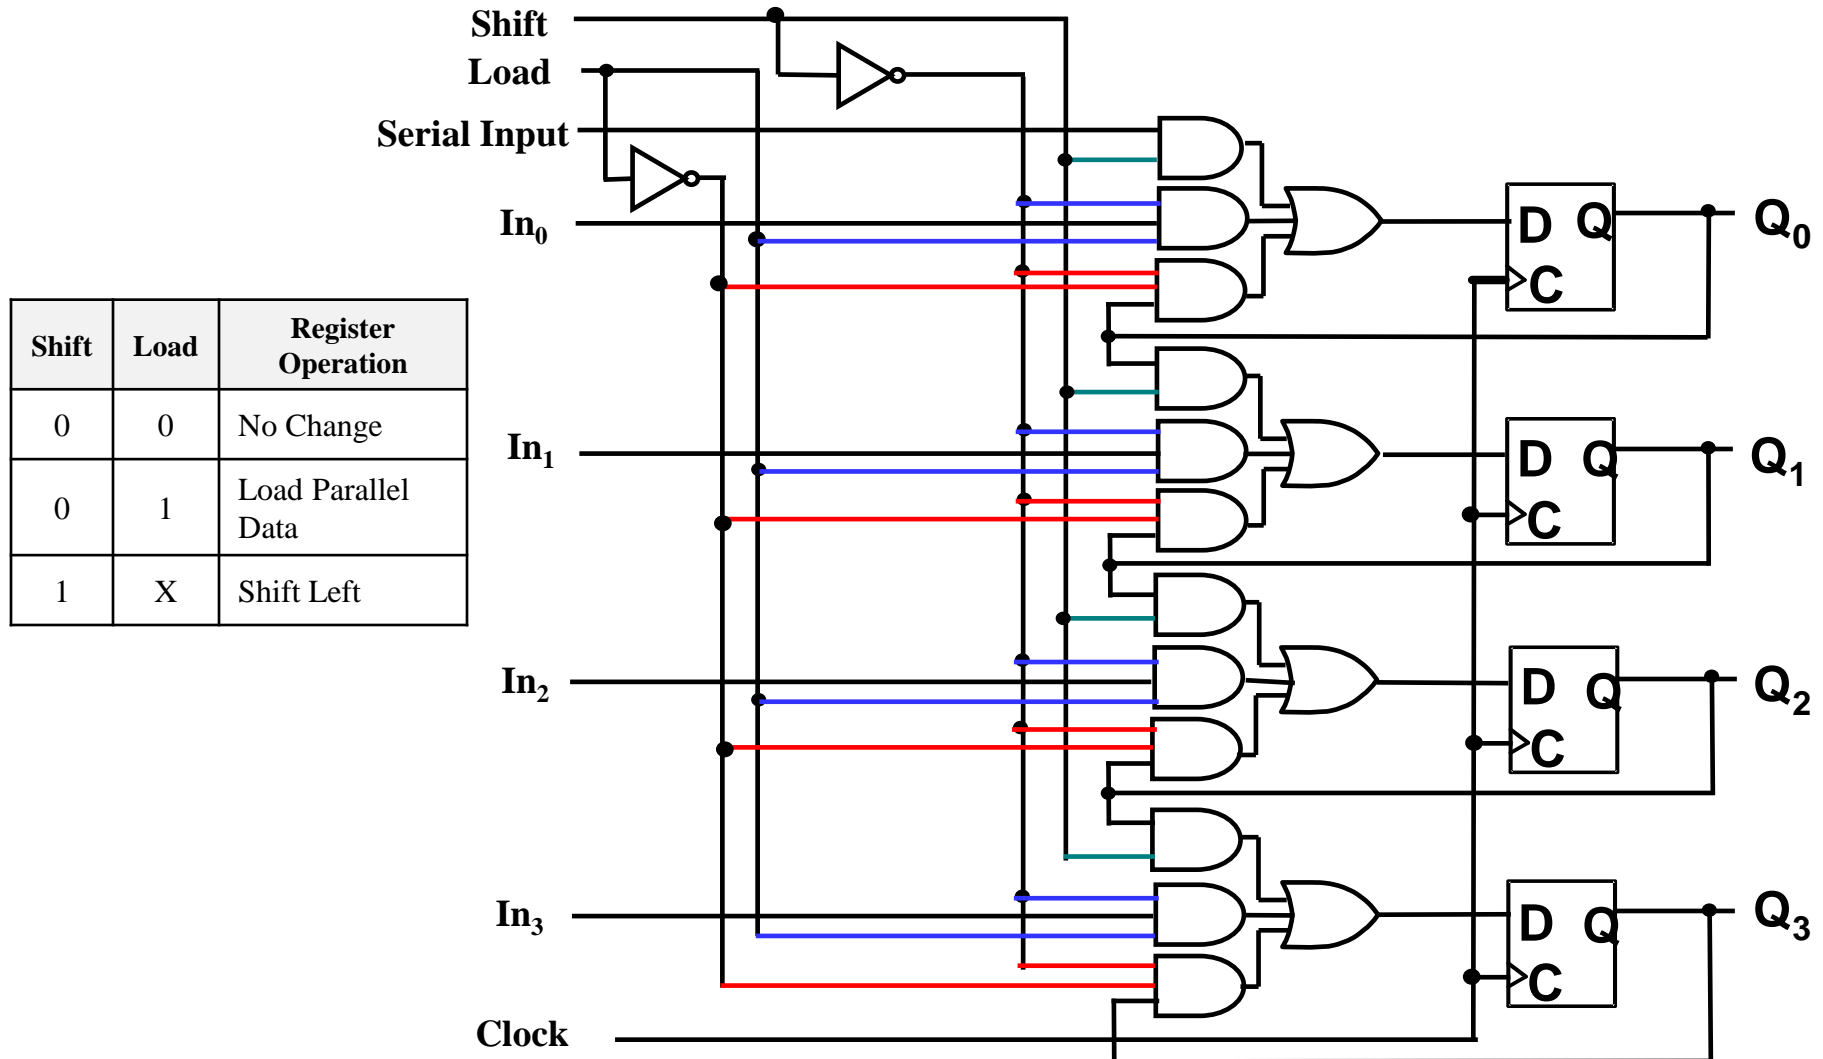 Shift
Load
Serial Input
In0
In1
In2
In3
Clock
Shift Load Register Operation
0 0 No Change
0 1 Load Parallel Data
1 X Shift Left
D Q
C
Q0
D Q
C
Q1
D Q
C
Q2
D Q
C
Q3